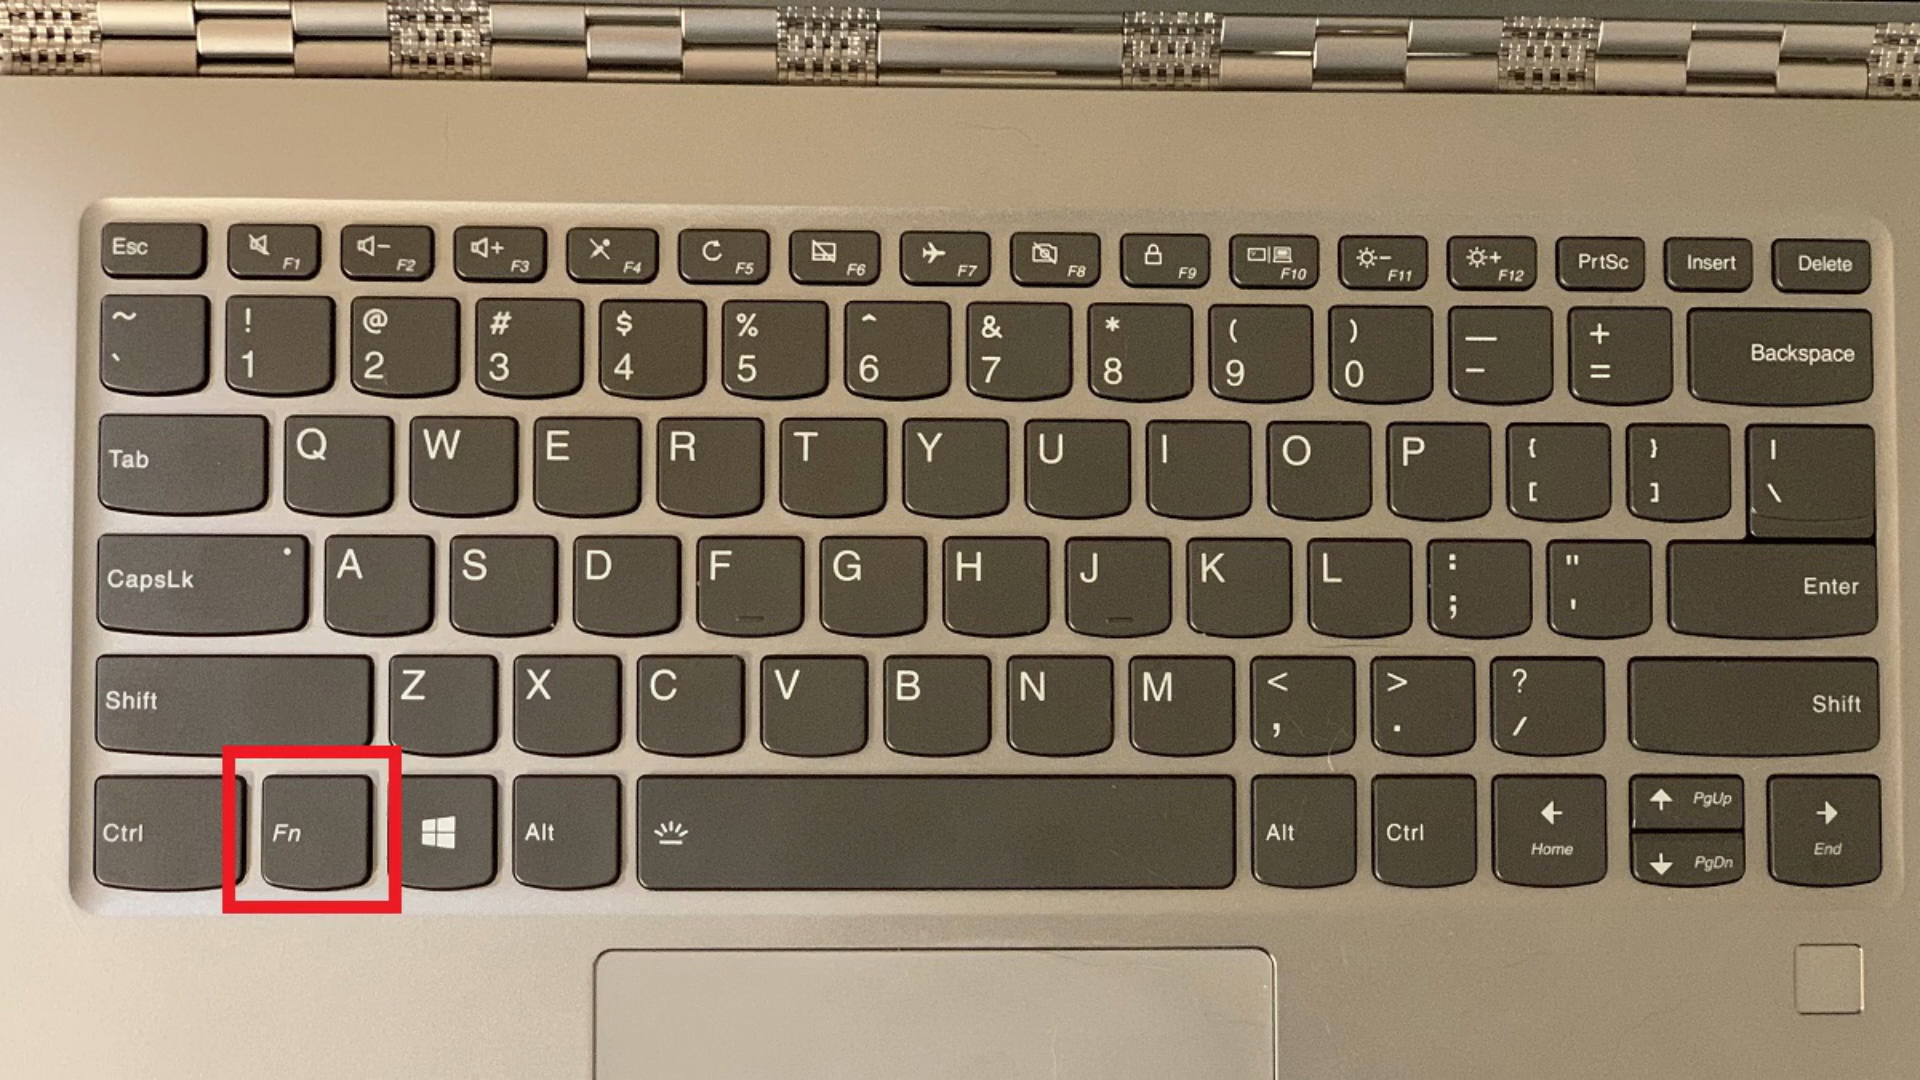 Esc F1 F2 F3 F4 F5 F6 F7 F8 F9 F10 F11 F12 PrtSc Insert Delete
~ ! @ # $ % ^ & * ( ) — +
` 1 2 3 4 5 6 7 8 9 0 - = Backspace
Tab Q W E R T Y U I O P { } |
[ ] \
CapsLk A S D F G H J K L : " Enter
; '
Shift Z X C V B N M < > ? Shift
, . /
Ctrl Fn Alt Alt Ctrl ← ↑ PgUp →
Home ↓ PgDn End